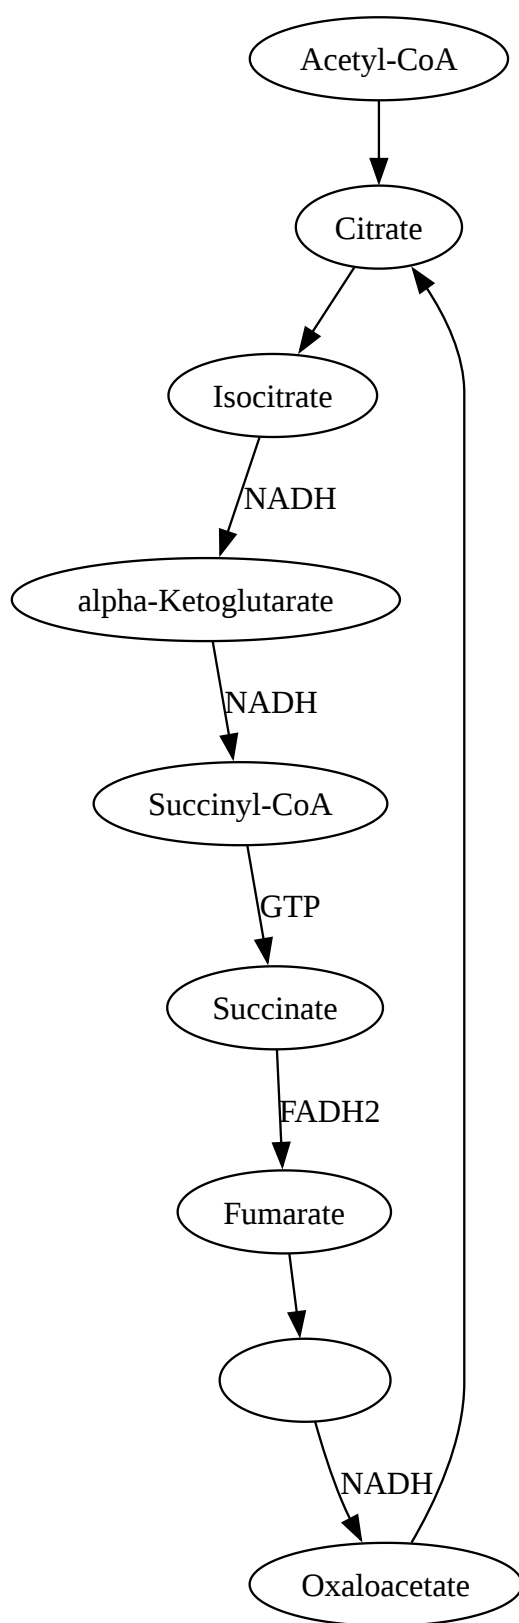 Acetyl-CoA
Citrate
Isocitrate
NADH
alpha-Ketoglutarate
NADH
Succinyl-CoA
GTP
Succinate
FADH2
Fumarate
NADH
Oxaloacetate